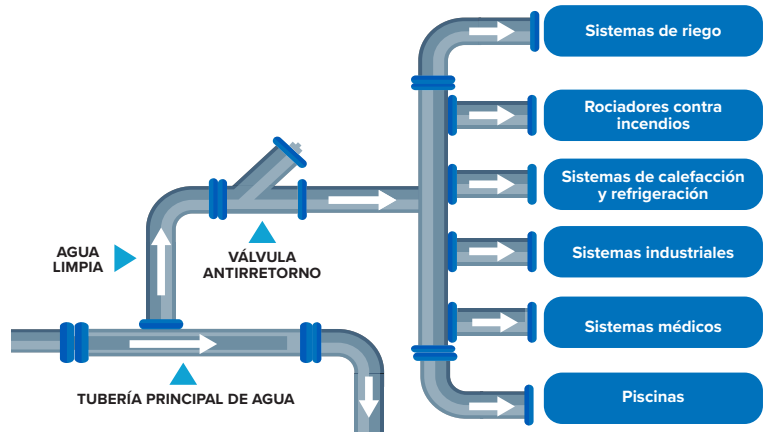 Sistemas de riego
Rociadores contra
incendios
Sistemas de calefacción
y refrigeración
AGUA
LIMPIA
VÁLVULA
ANTIRRETORNO
Sistemas industriales
Sistemas médicos
TUBERÍA PRINCIPAL DE AGUA
Piscinas